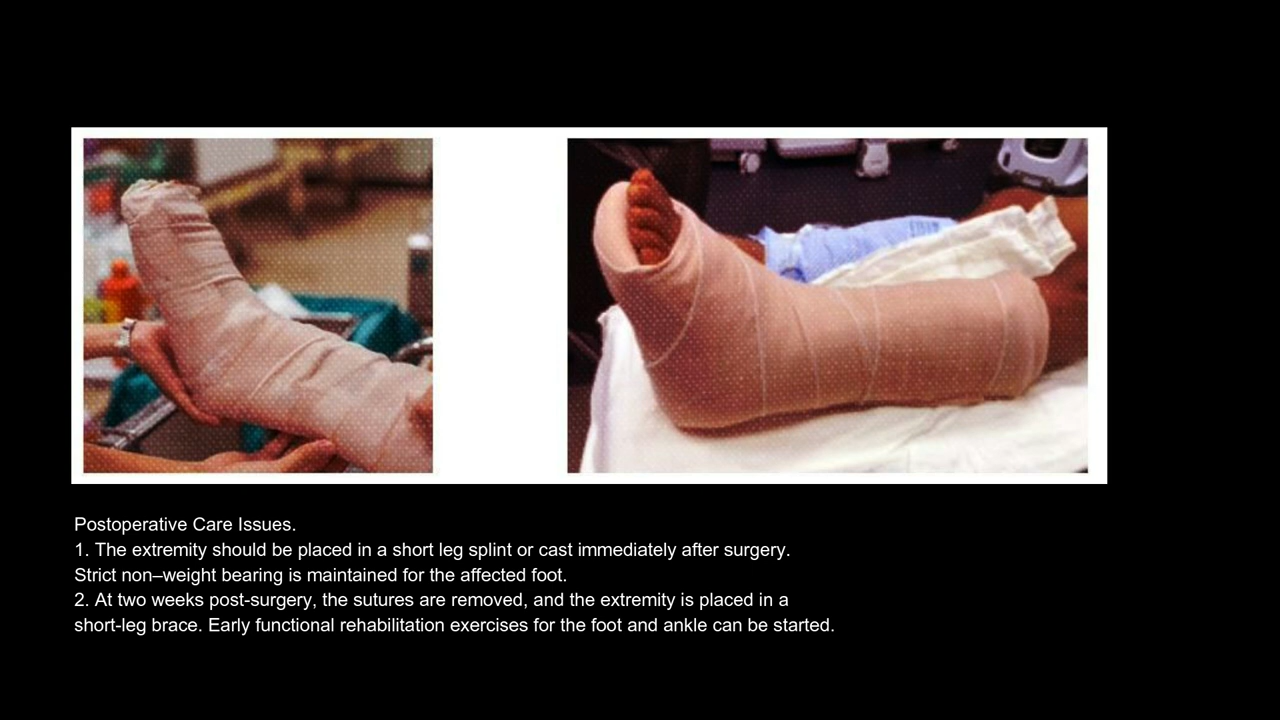 Postoperative Care Issues.
1. The extremity should be placed in a short leg splint or cast immediately after surgery.
Strict non–weight bearing is maintained for the affected foot.
2. At two weeks post-surgery, the sutures are removed, and the extremity is placed in a
short-leg brace. Early functional rehabilitation exercises for the foot and ankle can be started.